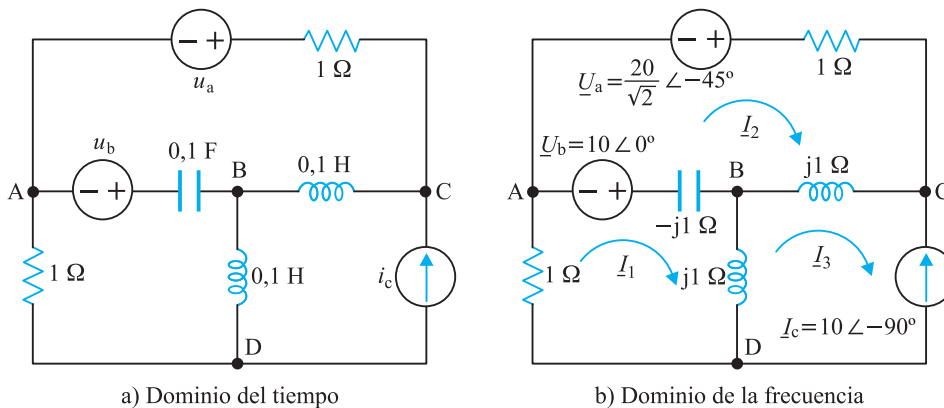 − +
u_a
1 Ω
u_b
− +
0,1 F
B
0,1 H
A
C
1 Ω
0,1 H
i_c
D
a) Dominio del tiempo
− +
1 Ω
U_a = 20/√2 ∠−45º
I_2
U_b = 10∠0º
− +
B
j1 Ω
A
C
−j1 Ω
1 Ω
I_1
j1 Ω
I_3
I_c = 10 ∠−90º
D
b) Dominio de la frecuencia